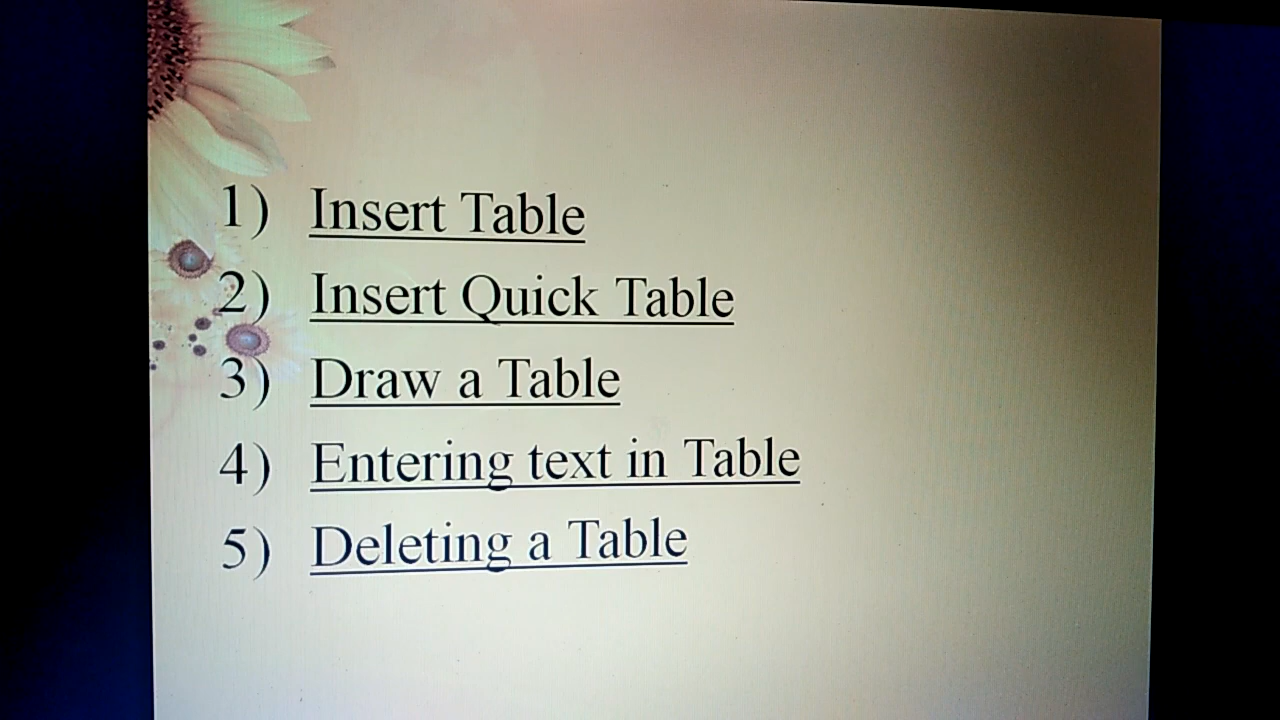 1) Insert Table
2) Insert Quick Table
3) Draw a Table
4) Entering text in Table
5) Deleting a Table